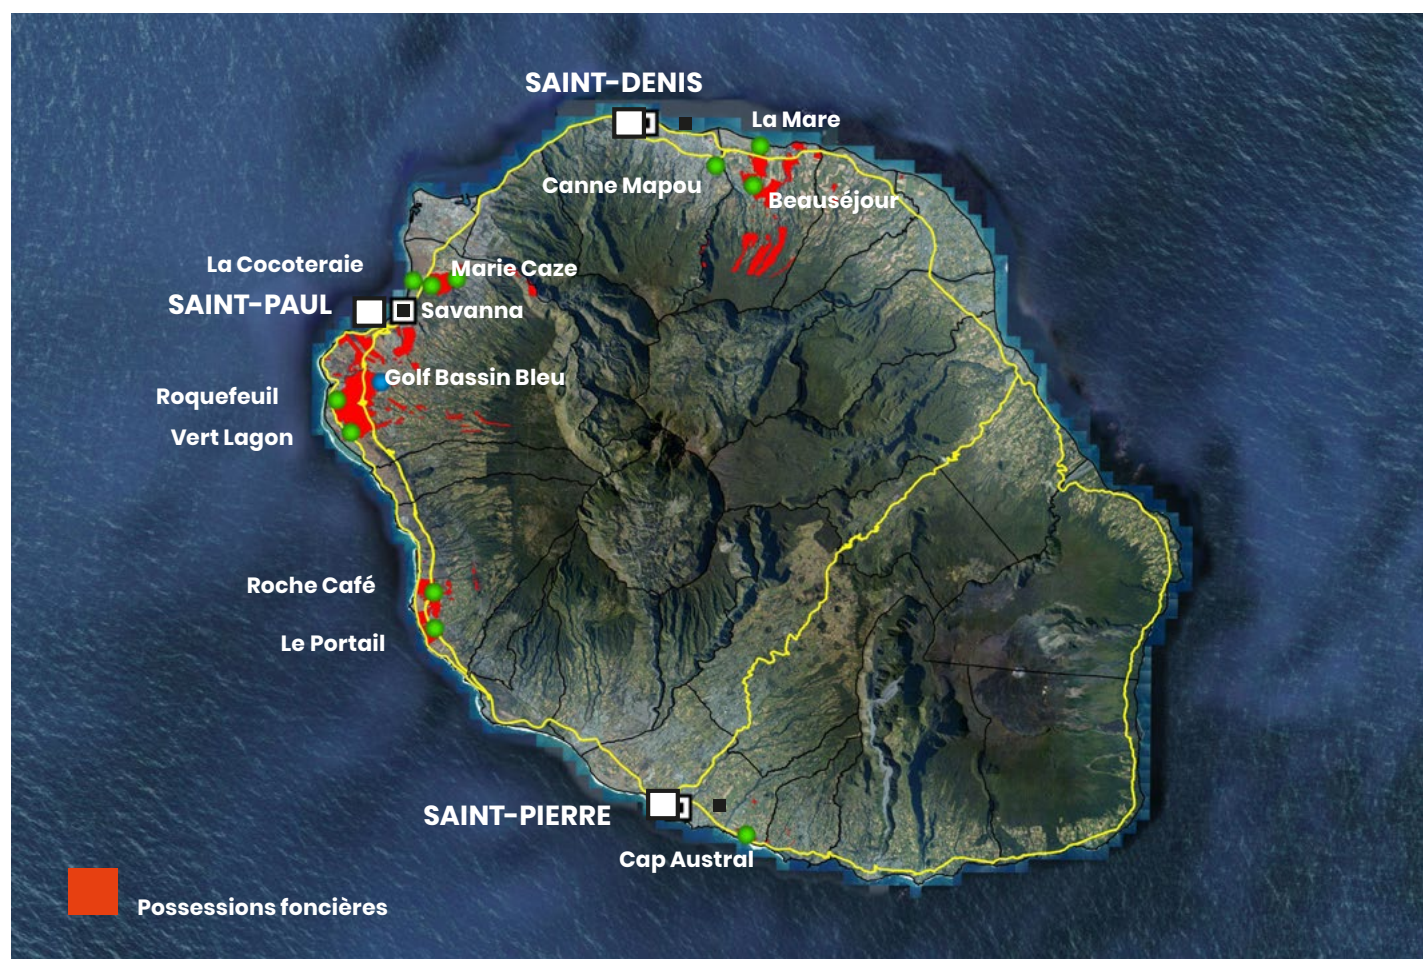 SAINT-DENIS
La Mare
Canne Mapou
Beauséjour
La Cocoteraie
Marie Caze
SAINT-PAUL
Savanna
Golf Bassin Bleu
Roquefeuil
Vert Lagon
Roche Café
Le Portail
SAINT-PIERRE
Cap Austral
Possessions foncières